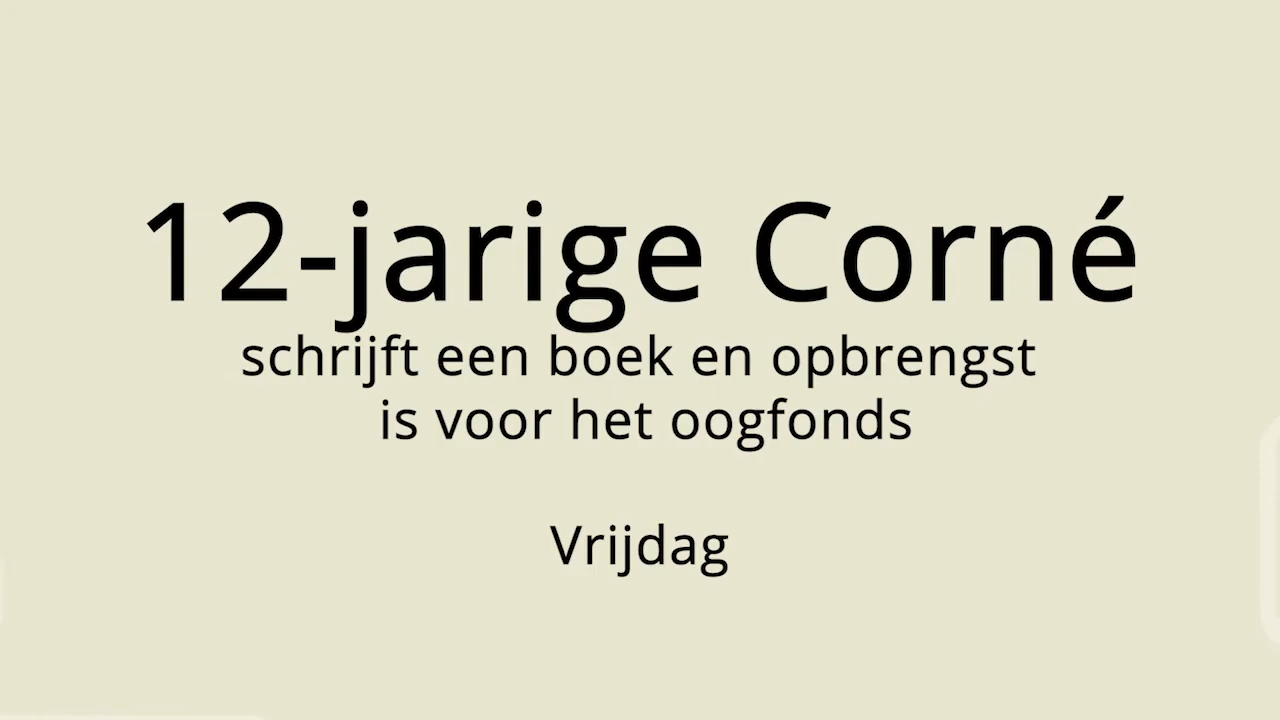 12-jarige Corné
schrijft een boek en opbrengst
is voor het oogfonds
Vrijdag